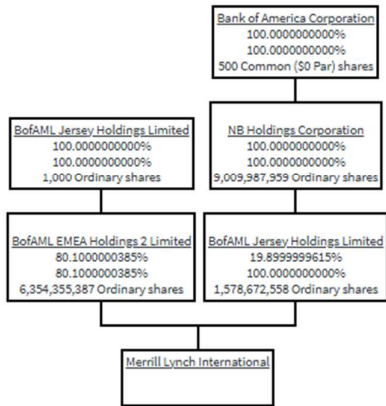 Bank of America Corporation
100.0000000000%
100.0000000000%
500 Common ($0 Par) shares
BofAML Jersey Holdings Limited
100.0000000000%
100.0000000000%
1,000 Ordinary shares
NB Holdings Corporation
100.0000000000%
100.0000000000%
9,009,987,959 Ordinary shares
BofAML EMEA Holdings 2 Limited
80.1000000385%
80.1000000385%
6,354,355,387 Ordinary shares
BofAML Jersey Holdings Limited
19.8999999615%
100.0000000000%
1,578,672,558 Ordinary shares
Merrill Lynch International